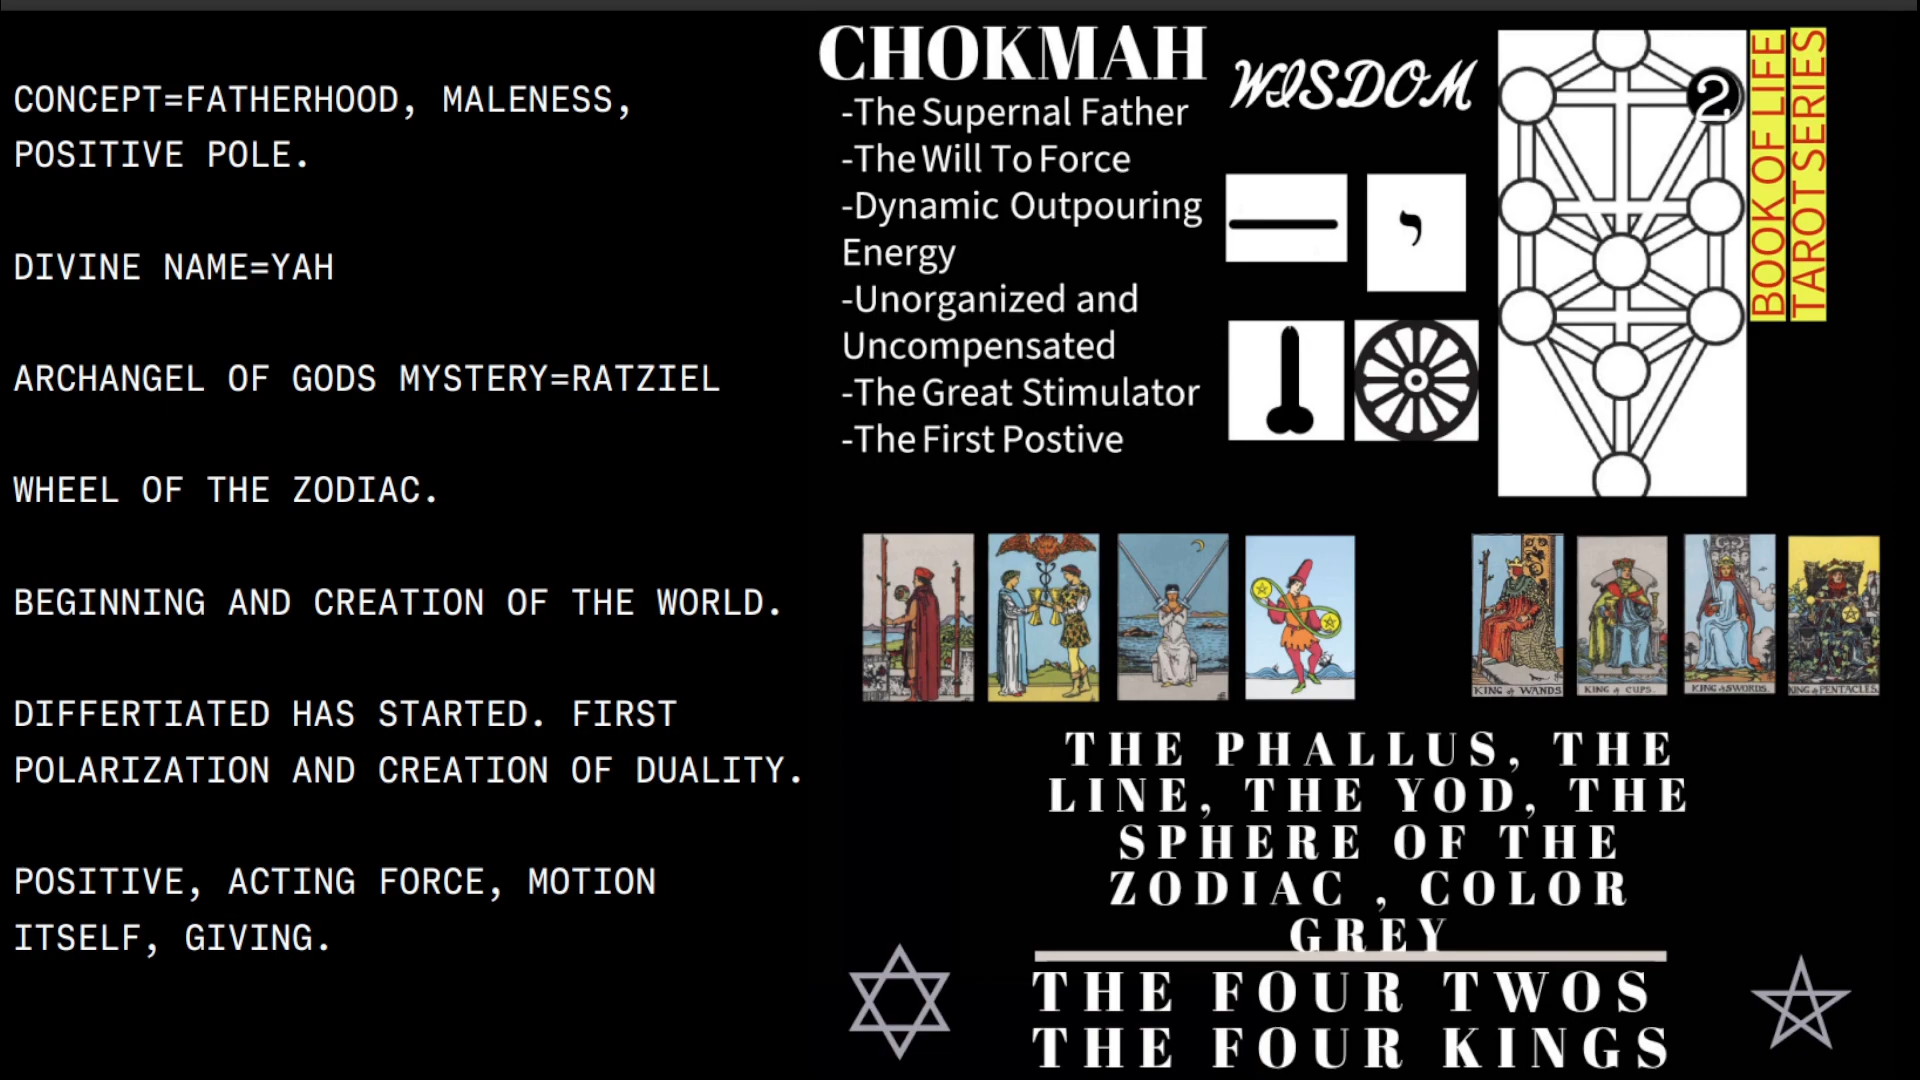 CONCEPT=FATHERHOOD, MALENESS,
POSITIVE POLE.
DIVINE NAME=YAH
ARCHANGEL OF GODS MYSTERY=RATZIEL
WHEEL OF THE ZODIAC.
BEGINNING AND CREATION OF THE WORLD.
DIFFERTIATED HAS STARTED. FIRST
POLARIZATION AND CREATION OF DUALITY.
POSITIVE, ACTING FORCE, MOTION
ITSELF, GIVING.
CHOKMAH
-The Supernal Father
-The Will To Force
-Dynamic Outpouring
Energy
-Unorganized and
Uncompensated
-The Great Stimulator
-The First Postive
WISDOM
י
2
BOOK OF LIFE
TAROT SERIES
KING of WANDS
KING of CUPS.
KING of SWORDS.
KING of PENTACLES.
THE PHALLUS, THE
LINE, THE YOD, THE
SPHERE OF THE
ZODIAC , COLOR
GREY
THE FOUR TWOS
THE FOUR KINGS